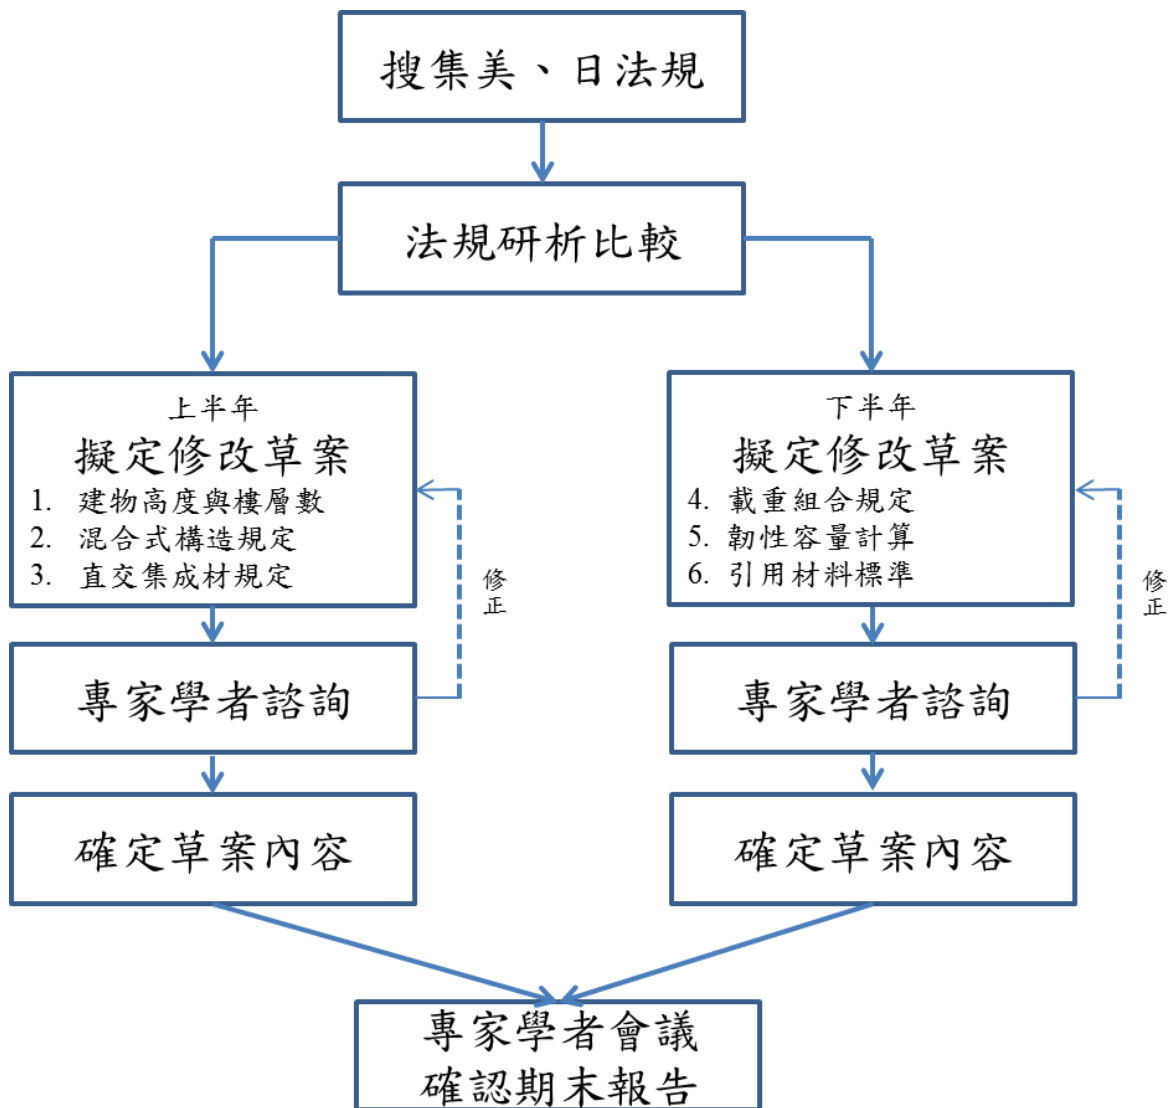 搜集美、日法規
法規研析比較
上半年
擬定修改草案
1. 建物高度與樓層數
2. 混合式構造規定
3. 直交集成材規定
修正
專家學者諮詢
確定草案內容
下半年
擬定修改草案
4. 載重組合規定
5. 韌性容量計算
6. 引用材料標準
修正
專家學者諮詢
確定草案內容
專家學者會議
確認期末報告